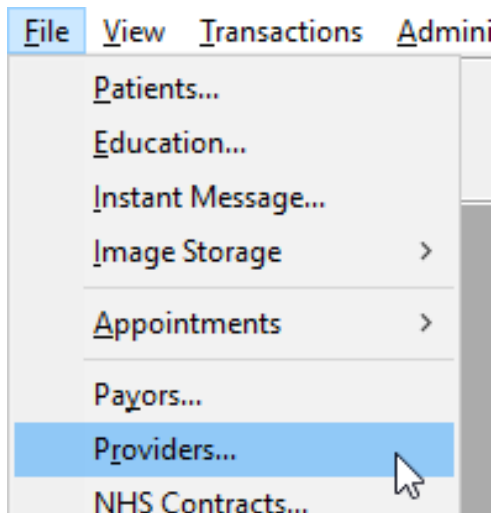 File View Transactions Admini
Patients...
Education...
Instant Message...
Image Storage
Appointments
Payors...
Providers...
NHS Contracts...